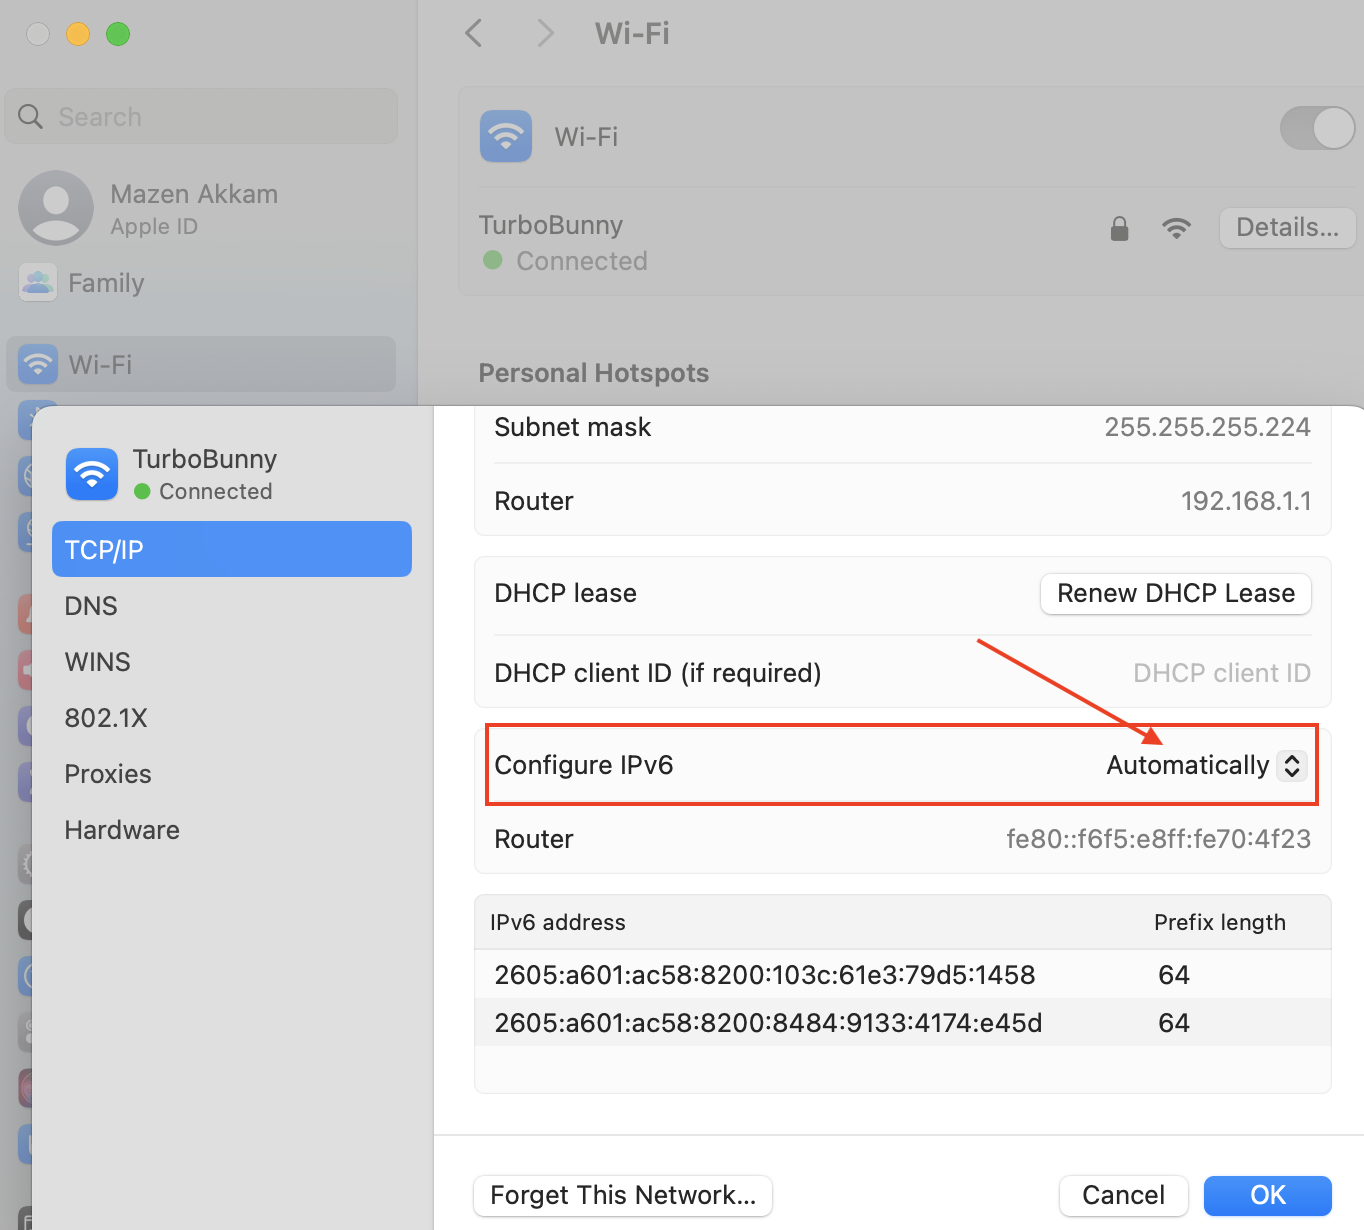 Wi-Fi
Search
Wi-Fi
Mazen Akkam
Apple ID
TurboBunny
Details...
Connected
Family
Wi-Fi
Personal Hotspots
TurboBunny
Connected
TCP/IP
DNS
WINS
802.1X
Proxies
Hardware
Subnet mask 255.255.255.224
Router 192.168.1.1
DHCP lease Renew DHCP Lease
DHCP client ID (if required) DHCP client ID
Configure IPv6 Automatically
Router fe80::f6f5:e8ff:fe70:4f23
IPv6 address Prefix length
2605:a601:ac58:8200:103c:61e3:79d5:1458 64
2605:a601:ac58:8200:8484:9133:4174:e45d 64
Forget This Network... Cancel OK